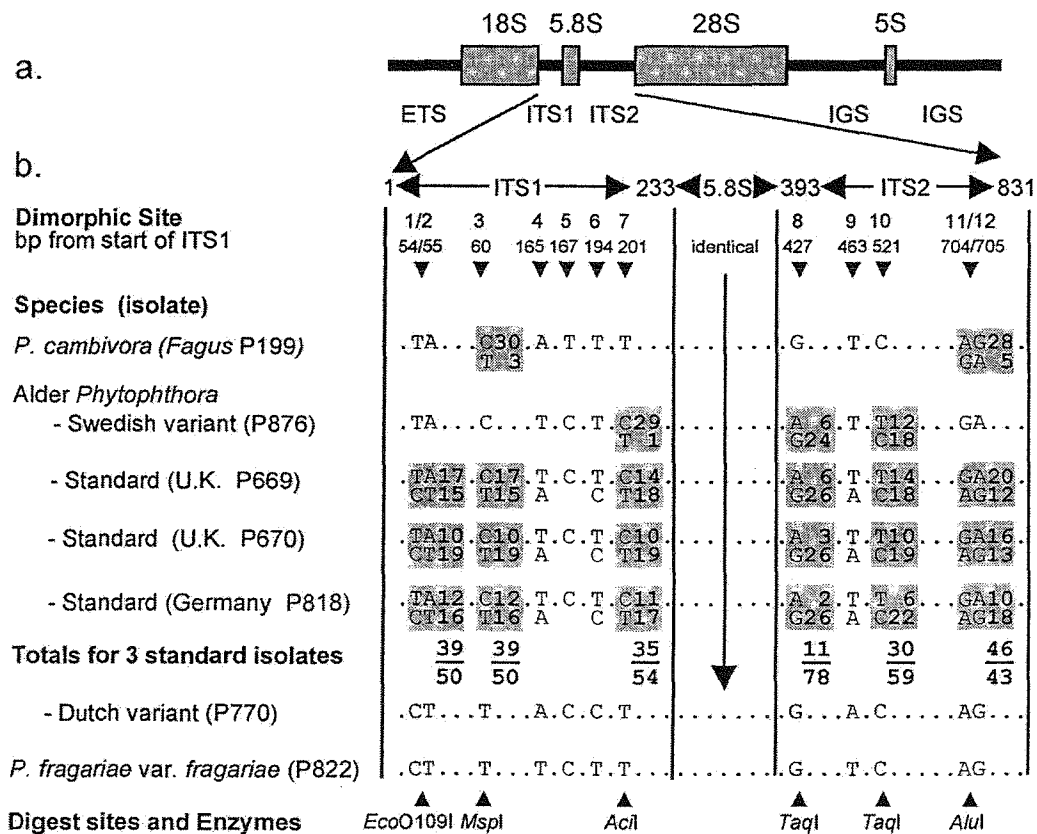 18S 5.8S 28S 5S
a.
ETS ITS1 ITS2 IGS IGS
b.
1 ITS1 233 5.8S 393 ITS2 831
Dimorphic Site 1/2 3 4 5 6 7 8 9 10 11/12
bp from start of ITS1 54/55 60 165 167 194 201 identical 427 463 521 704/705
Species (isolate)
P. cambivora (Fagus P199) .TA...C30.A.T.T.T..............G...T.C.....AG28
T 3 GA 5
Alder Phytophthora
- Swedish variant (P876) .TA...C...T.C.T.C29............A 6.T.T12...GA...
T 1 G24 C18
- Standard (U.K. P669) .TA17.C17.T.C.T.C14............A 6.T.T14...GA20
CT15 T15 A C T18 G26 A C18 AG12
- Standard (U.K. P670) .TA10.C10.T.C.T.C10............A 3.T.T10...GA16
CT19 T19 A C T19 G26 A C19 AG13
- Standard (Germany P818) .TA12.C12.T.C.T.C11............A 2.T.T 6...GA10
CT16 T16 A C T17 G26 A C22 AG18
Totals for 3 standard isolates 39 39 35 11 30 46
50 50 54 78 59 43
- Dutch variant (P770) .CT...T...A.C.C.T..............G...A.C.....AG...
P. fragariae var. fragariae (P822) .CT...T...T.C.T.T..............G...T.C.....AG...
Digest sites and Enzymes EcoO109I MspI AciI TaqI TaqI AluI